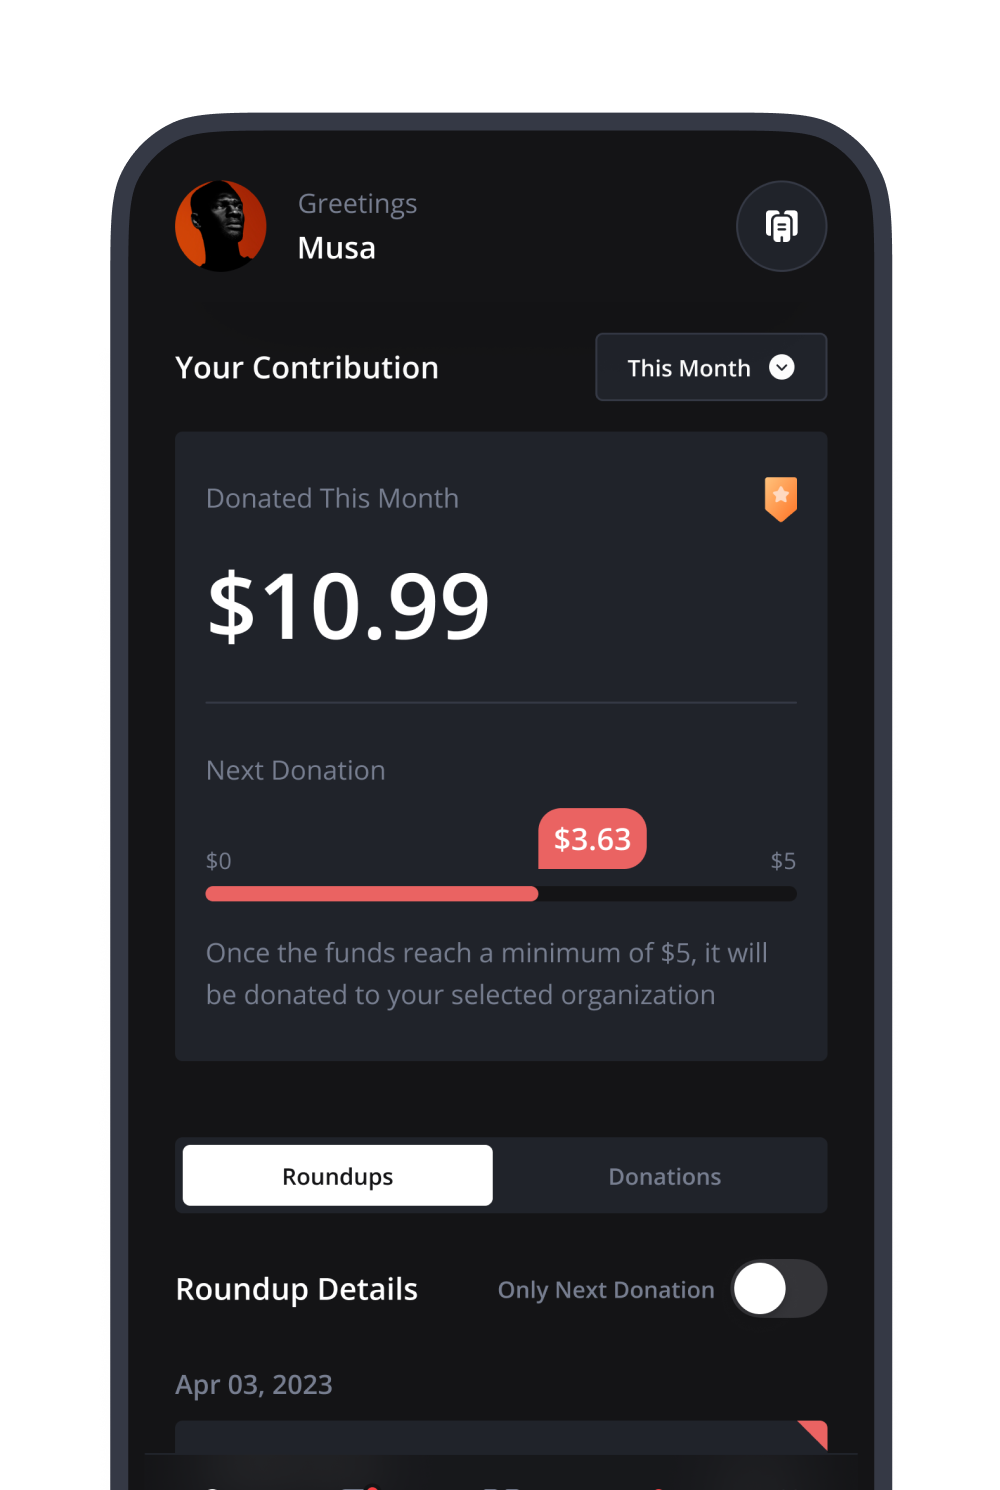 Greetings
Musa
Your Contribution
This Month
Donated This Month
$10.99
Next Donation
$3.63
$0
$5
Once the funds reach a minimum of $5, it will
be donated to your selected organization
Roundups
Donations
Roundup Details
Only Next Donation
Apr 03, 2023